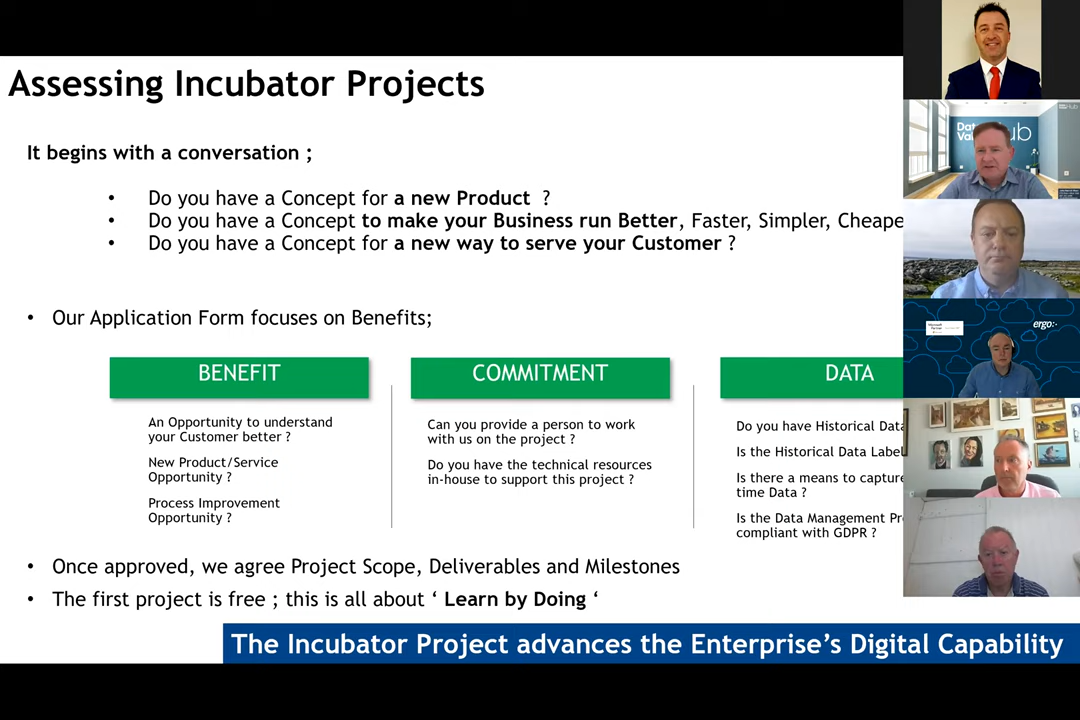 Assessing Incubator Projects
It begins with a conversation ;
• Do you have a Concept for a new Product ?
• Do you have a Concept to make your Business run Better, Faster, Simpler, Cheape
• Do you have a Concept for a new way to serve your Customer ?
• Our Application Form focuses on Benefits;
BENEFIT
An Opportunity to understand
your Customer better ?
New Product/Service
Opportunity ?
Process Improvement
Opportunity ?
COMMITMENT
Can you provide a person to work
with us on the project ?
Do you have the technical resources
in-house to support this project ?
DATA
Do you have Historical Data
Is the Historical Data Label
Is there a means to capture
time Data ?
Is the Data Management Pr
compliant with GDPR ?
• Once approved, we agree Project Scope, Deliverables and Milestones
• The first project is free ; this is all about ‘ Learn by Doing ‘
The Incubator Project advances the Enterprise’s Digital Capability
ergo: